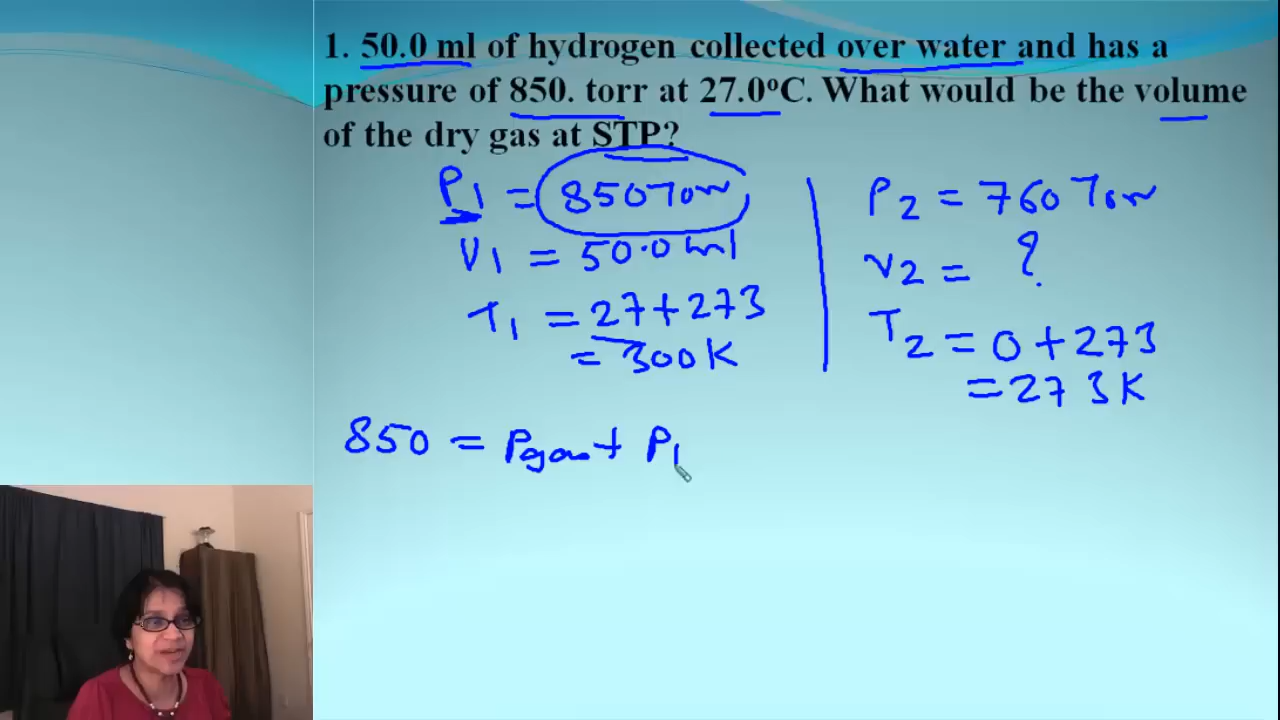 1. 50.0 ml of hydrogen collected over water and has a
pressure of 850. torr at 27.0ºC. What would be the volume
of the dry gas at STP?
P1 = 850 Torr
V1 = 50.0 ml
T1 = 27 + 273
= 300 K
P2 = 760 Torr
V2 = ?
T2 = 0 + 273
= 273 K
850 = Pgas + P